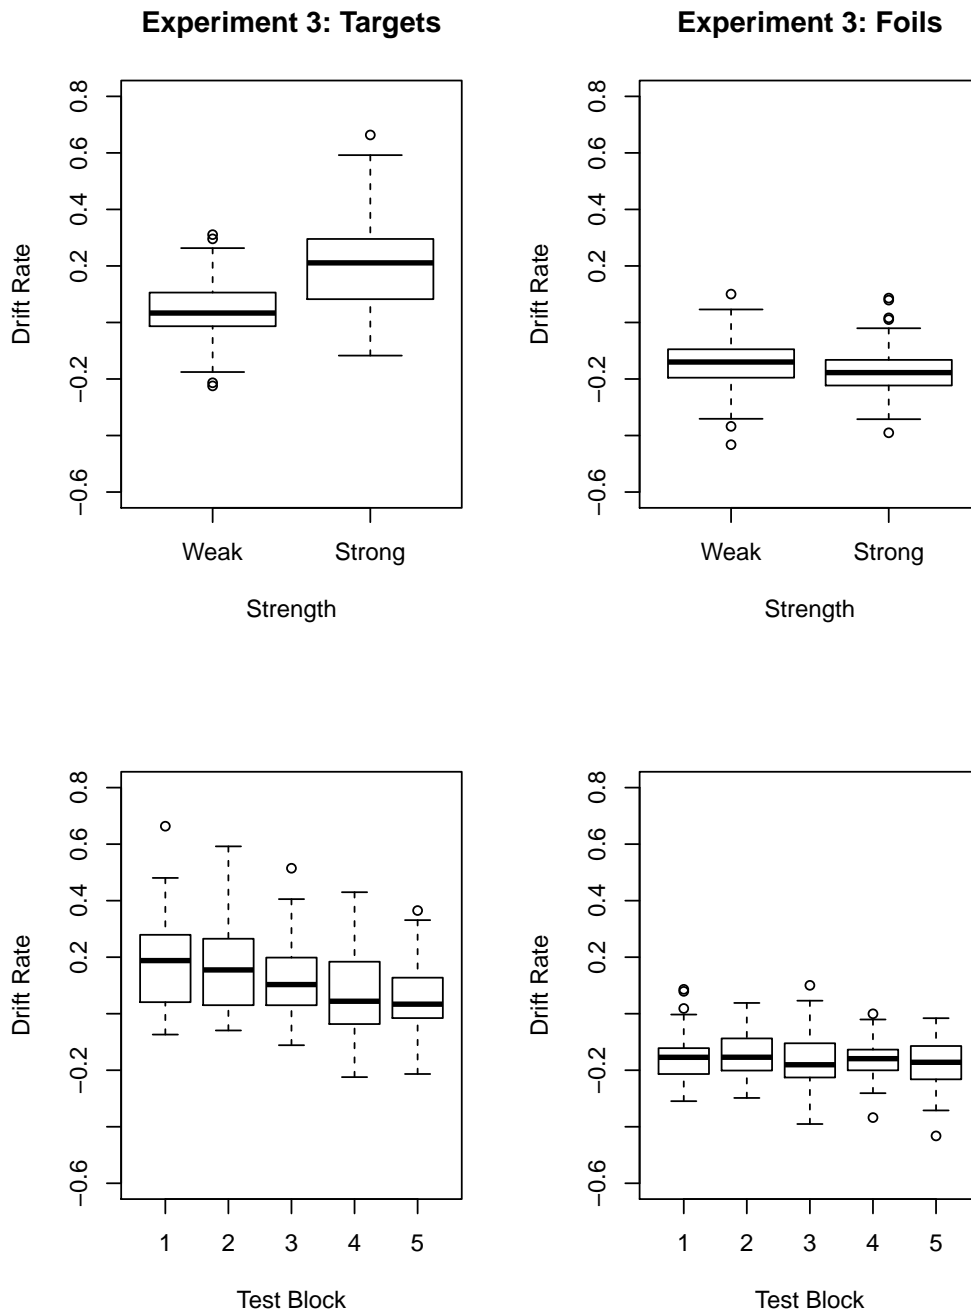 Experiment 3: Targets
Drift Rate
0.8
0.6
0.4
0.2
−0.2
−0.6
Weak Strong
Strength
Experiment 3: Foils
Drift Rate
0.8
0.6
0.4
0.2
−0.2
−0.6
Weak Strong
Strength
Drift Rate
0.8
0.6
0.4
0.2
−0.2
−0.6
1 2 3 4 5
Test Block
Drift Rate
0.8
0.6
0.4
0.2
−0.2
−0.6
1 2 3 4 5
Test Block